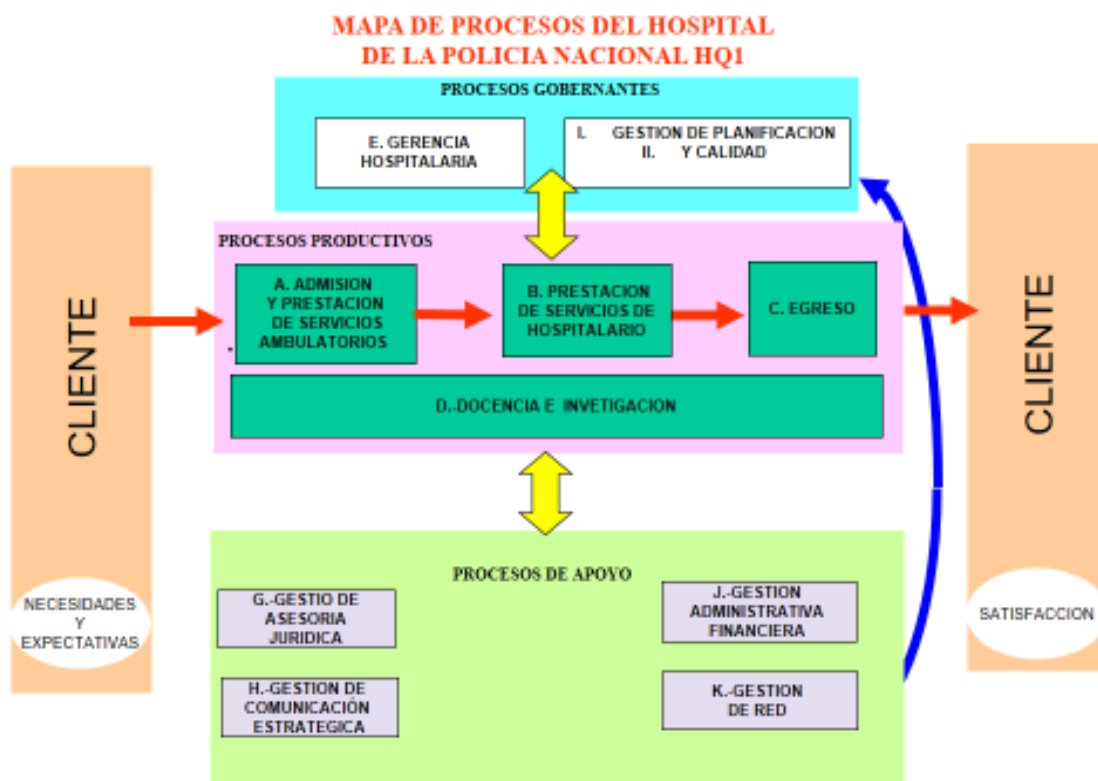 MAPA DE PROCESOS DEL HOSPITAL
DE LA POLICIA NACIONAL HQ1
PROCESOS GOBERNANTES
E. GERENCIA
HOSPITALARIA
I. GESTION DE PLANIFICACION
II. Y CALIDAD
CLIENTE
NECESIDADES
Y
EXPECTATIVAS
PROCESOS PRODUCTIVOS
A. ADMISION
Y PRESTACION
DE SERVICIOS
AMBULATORIOS
B. PRESTACION
DE SERVICIOS DE
HOSPITALARIO
C. EGRESO
D.-DOCENCIA E INVETIGACION
PROCESOS DE APOYO
G.-GESTIO DE
ASESORIA
JURIDICA
J.-GESTION
ADMINISTRATIVA
FINANCIERA
H.-GESTION DE
COMUNICACIÓN
ESTRATEGICA
K.-GESTION
DE RED
CLIENTE
SATISFACCION